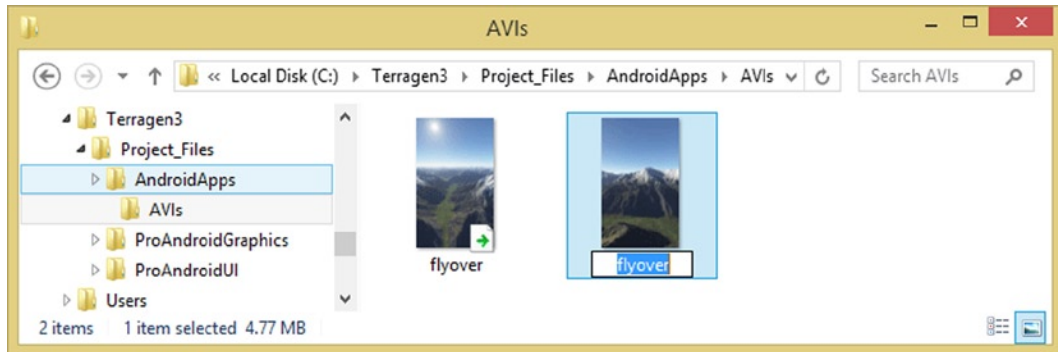 AVIs
« Local Disk (C:) Terragen3 Project_Files AndroidApps AVIs Search AVIs
Terragen3
Project_Files
AndroidApps
AVIs
ProAndroidGraphics
ProAndroidUI
Users
flyover flyover
2 items 1 item selected 4.77 MB